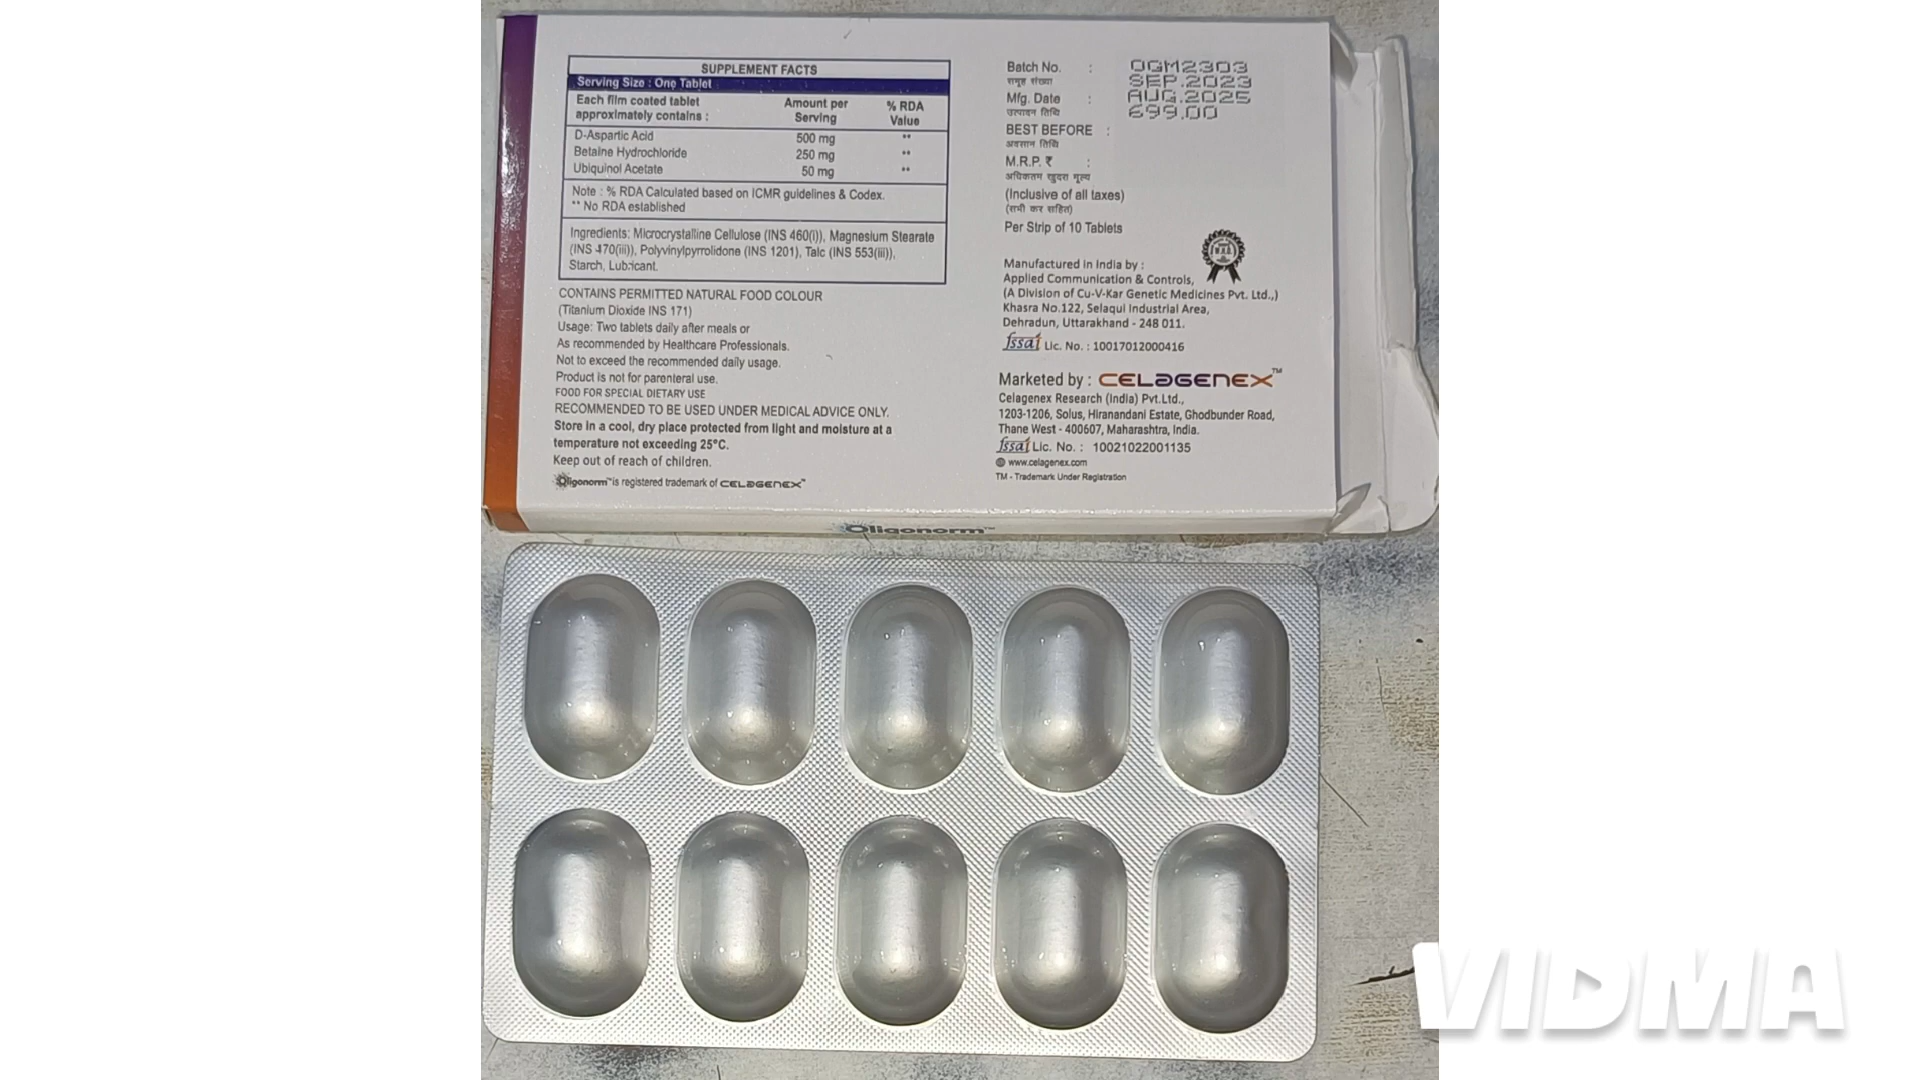 SUPPLEMENT FACTS
Serving Size : One Tablet
Each film coated tablet approximately contains : Amount per Serving % RDA Value
D-Aspartic Acid 500 mg **
Betaine Hydrochloride 250 mg **
Ubiquinol Acetate 50 mg **
Note : % RDA Calculated based on ICMR guidelines & Codex.
** No RDA established
Ingredients: Microcrystalline Cellulose (INS 460(i)), Magnesium Stearate
(INS 470(iii)), Polyvinylpyrrolidone (INS 1201), Talc (INS 553(iii)),
Starch, Lubricant.
CONTAINS PERMITTED NATURAL FOOD COLOUR
(Titanium Dioxide INS 171)
Usage: Two tablets daily after meals or
As recommended by Healthcare Professionals.
Not to exceed the recommended daily usage.
Product is not for parenteral use.
FOOD FOR SPECIAL DIETARY USE
RECOMMENDED TO BE USED UNDER MEDICAL ADVICE ONLY.
Store in a cool, dry place protected from light and moisture at a
temperature not exceeding 25°C.
Keep out of reach of children.
Oligonorm™ is registered trademark of CELAGENEX™
Batch No. : OGM2303
समूह संख्या SEP.2023
Mfg. Date : AUG.2025
उत्पादन तिथि 699.00
BEST BEFORE :
अवसान तिथि
M.R.P. ₹ :
अधिकतम खुदरा मूल्य
(Inclusive of all taxes)
(सभी कर सहित)
Per Strip of 10 Tablets
Manufactured in India by :
Applied Communication & Controls,
(A Division of Cu-V-Kar Genetic Medicines Pvt. Ltd.,)
Khasra No.122, Selaqui Industrial Area,
Dehradun, Uttarakhand - 248 011.
fssai Lic. No. : 10017012000416
Marketed by : CELAGENEX™
Celagenex Research (India) Pvt.Ltd.,
1203-1206, Solus, Hiranandani Estate, Ghodbunder Road,
Thane West - 400607, Maharashtra, India.
fssai Lic. No. : 10021022001135
www.celagenex.com
TM - Trademark Under Registration
Oligonorm™
VIDMA